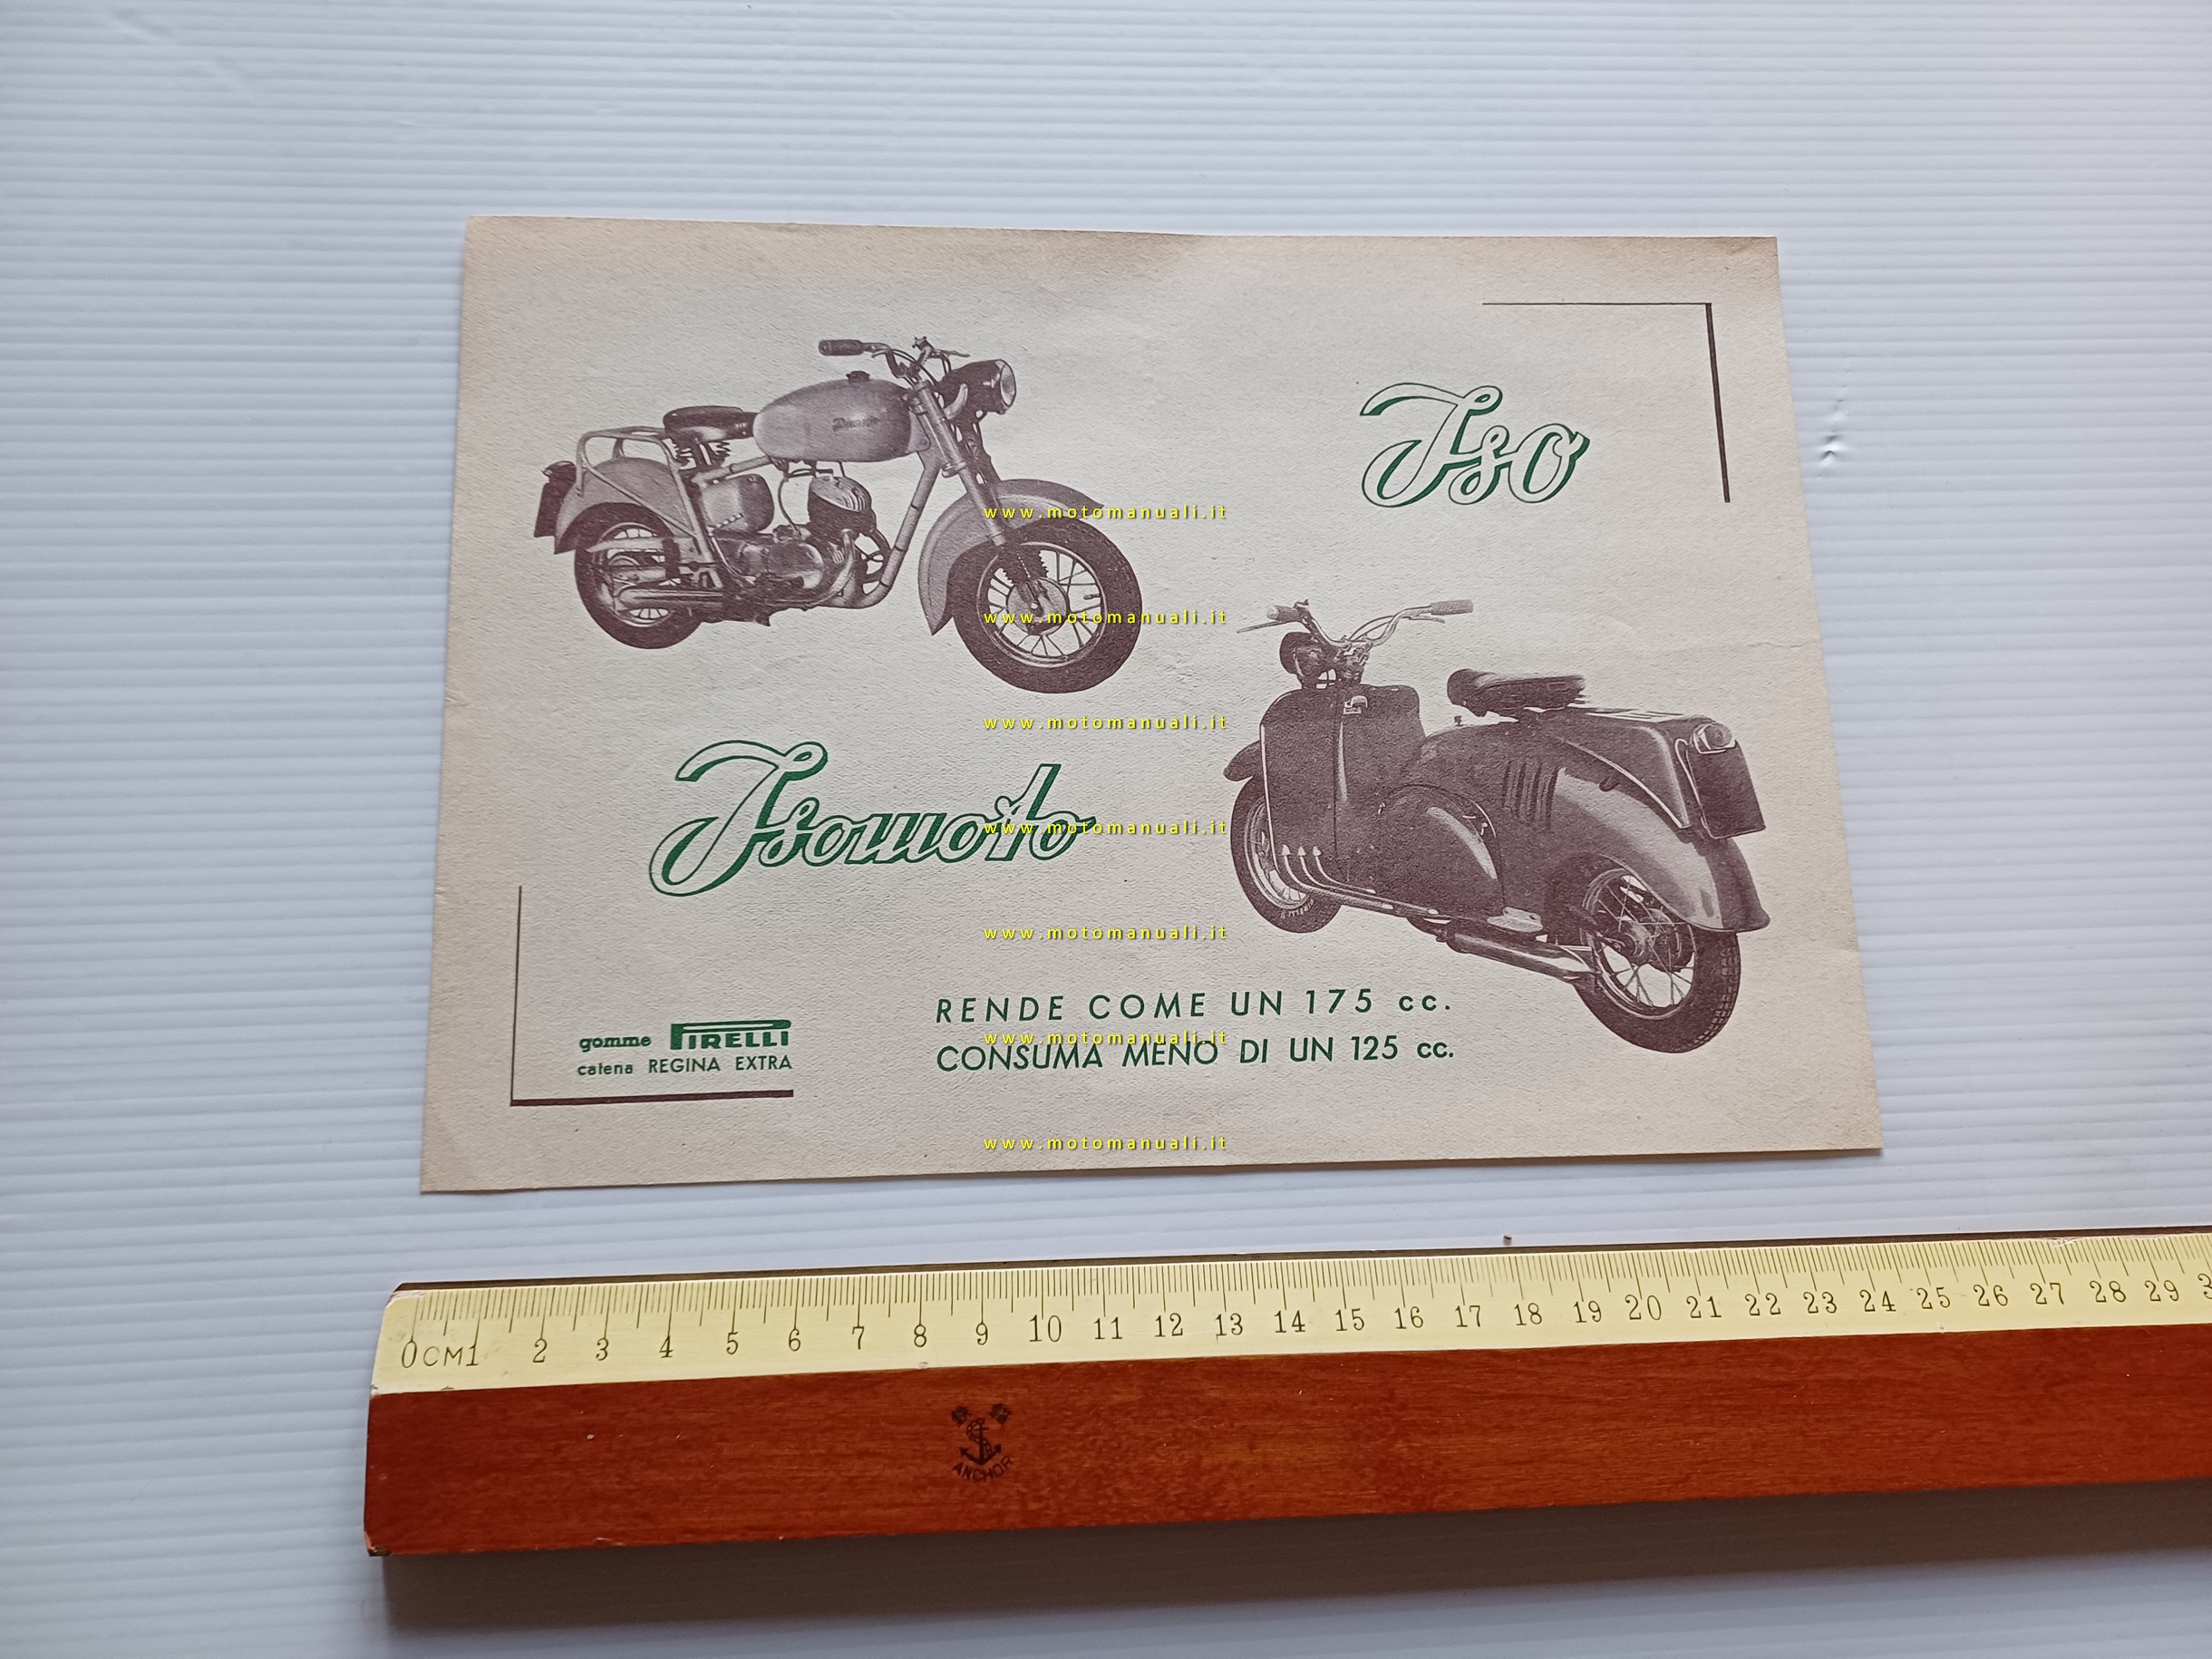 Iso
www.motomanuali.it
www.motomanuali.it
www.motomanuali.it
Isomoto
www.motomanuali.it
www.motomanuali.it
RENDE COME UN 175 cc.
www.motomanuali.it
CONSUMA MENO DI UN 125 cc.
gomme PIRELLI
catena REGINA EXTRA
www.motomanuali.it
0 CM 1 2 3 4 5 6 7 8 9 10 11 12 13 14 15 16 17 18 19 20 21 22 23 24 25 26 27 28 29
ANCHOR